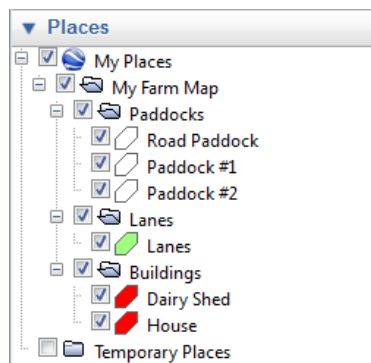 Places
My Places
My Farm Map
Paddocks
Road Paddock
Paddock #1
Paddock #2
Lanes
Lanes
Buildings
Dairy Shed
House
Temporary Places